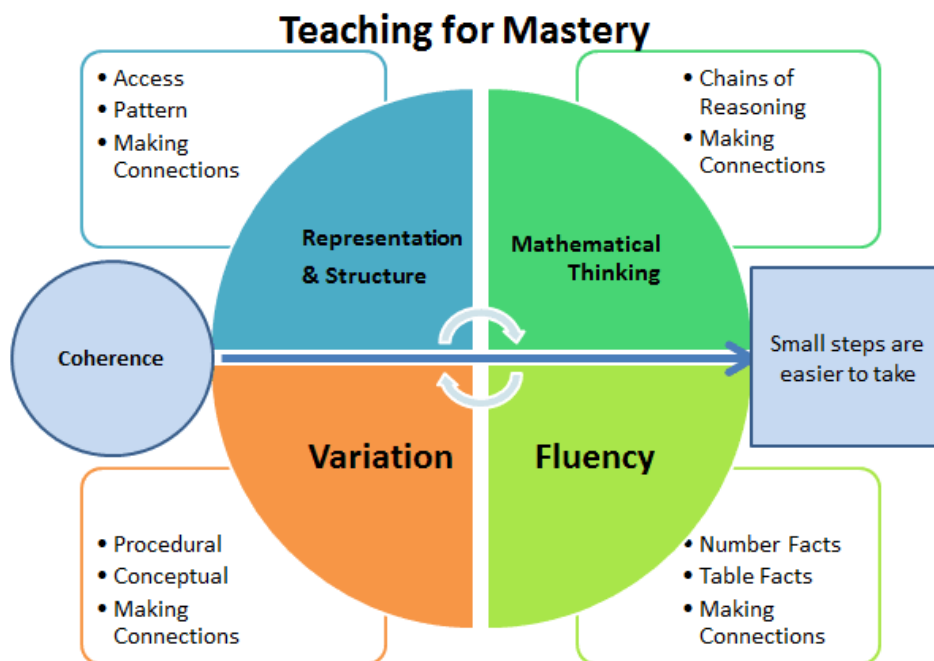 Teaching for Mastery
• Access
• Pattern
• Making
Connections
• Chains of
Reasoning
• Making
Connections
Representation
& Structure
Mathematical
Thinking
Coherence
Small steps are
easier to take
Variation
Fluency
• Procedural
• Conceptual
• Making
Connections
• Number Facts
• Table Facts
• Making
Connections